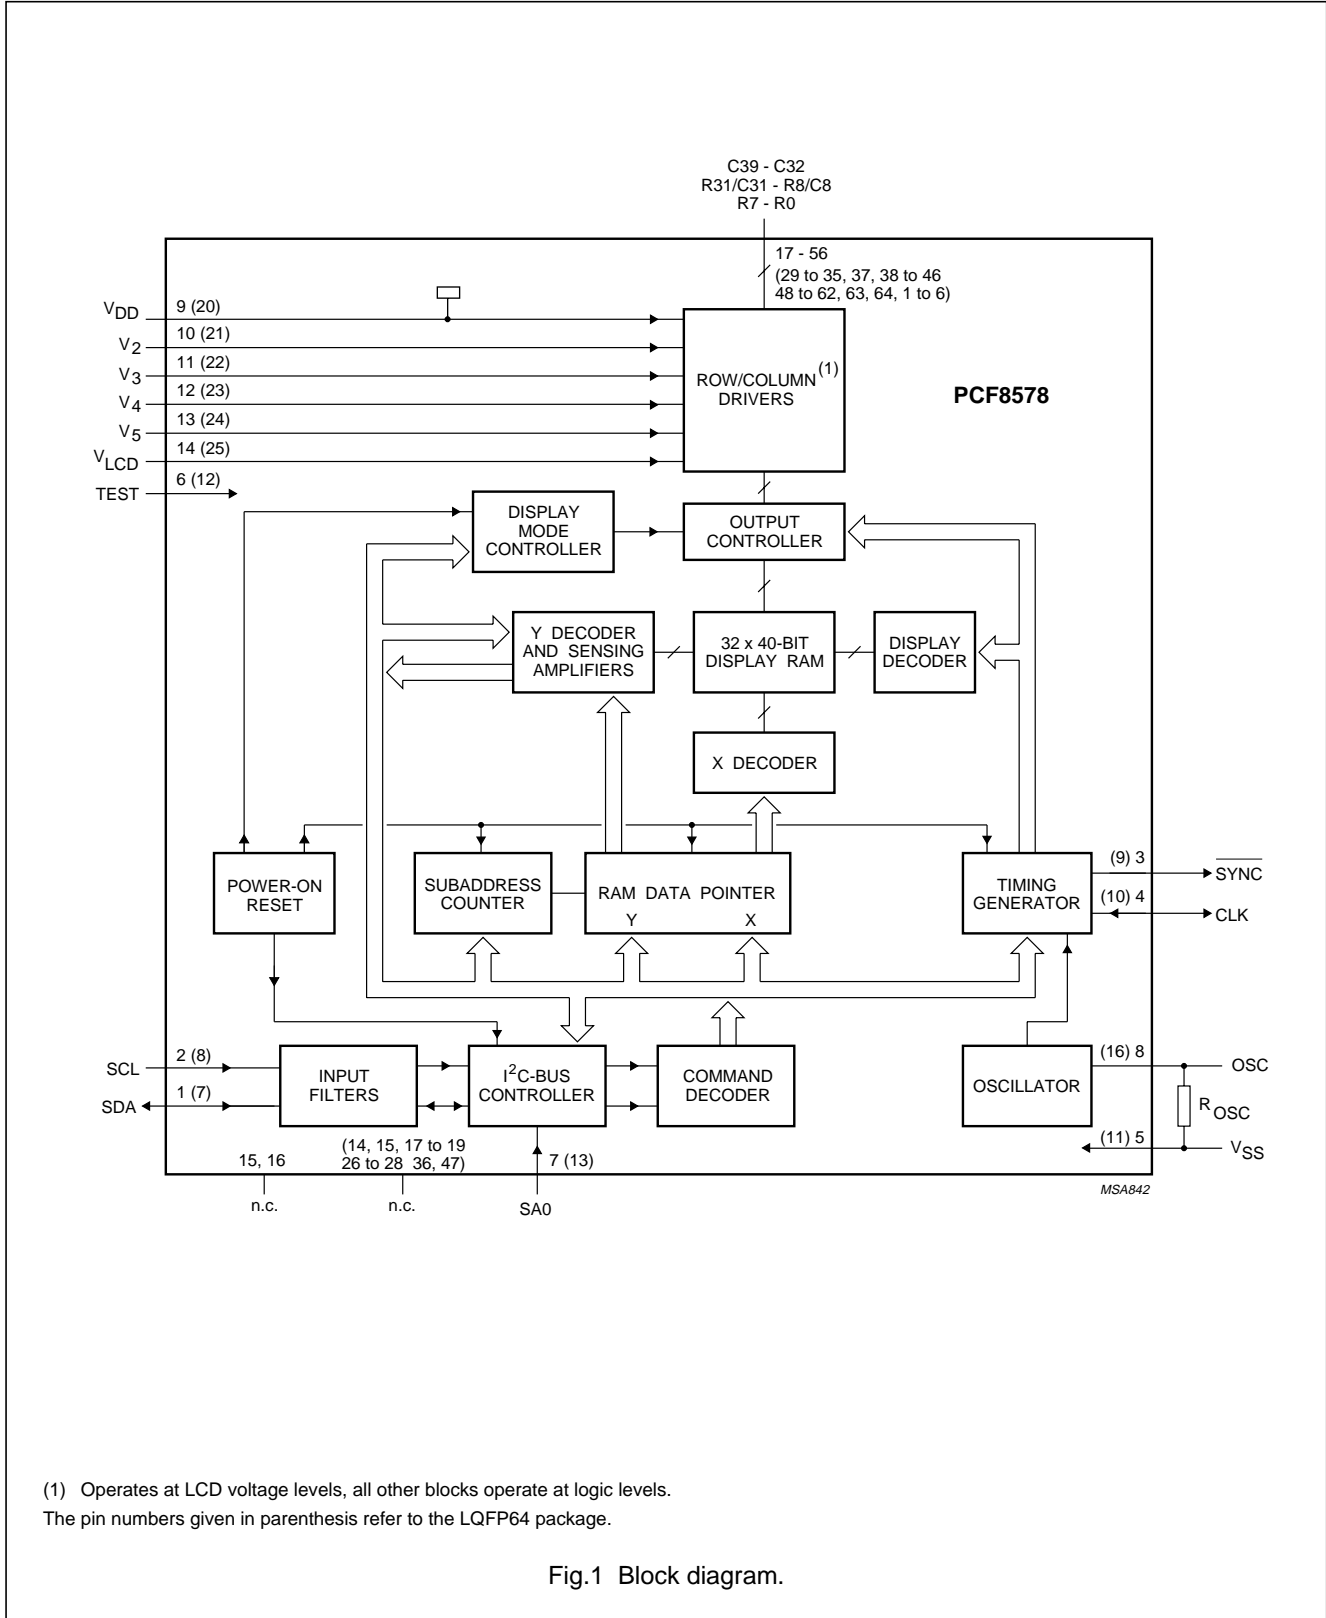 C39 - C32
R31/C31 - R8/C8
R7 - R0
17 - 56
(29 to 35, 37, 38 to 46
48 to 62, 63, 64, 1 to 6)
VDD
9 (20)
V2
10 (21)
V3
11 (22)
V4
12 (23)
V5
13 (24)
VLCD
14 (25)
TEST
6 (12)
ROW/COLUMN (1)
DRIVERS
PCF8578
DISPLAY
MODE
CONTROLLER
OUTPUT
CONTROLLER
Y DECODER
AND SENSING
AMPLIFIERS
32 x 40-BIT
DISPLAY RAM
DISPLAY
DECODER
X DECODER
POWER-ON
RESET
SUBADDRESS
COUNTER
RAM DATA POINTER
Y X
TIMING
GENERATOR
(9) 3
SYNC
(10) 4
CLK
SCL
2 (8)
SDA
1 (7)
INPUT
FILTERS
I2C-BUS
CONTROLLER
COMMAND
DECODER
OSCILLATOR
(16) 8
OSC
ROSC
(11) 5
VSS
15, 16
(14, 15, 17 to 19
26 to 28 36, 47)
7 (13)
n.c.
n.c.
SA0
MSA842
(1) Operates at LCD voltage levels, all other blocks operate at logic levels.
The pin numbers given in parenthesis refer to the LQFP64 package.
Fig.1 Block diagram.